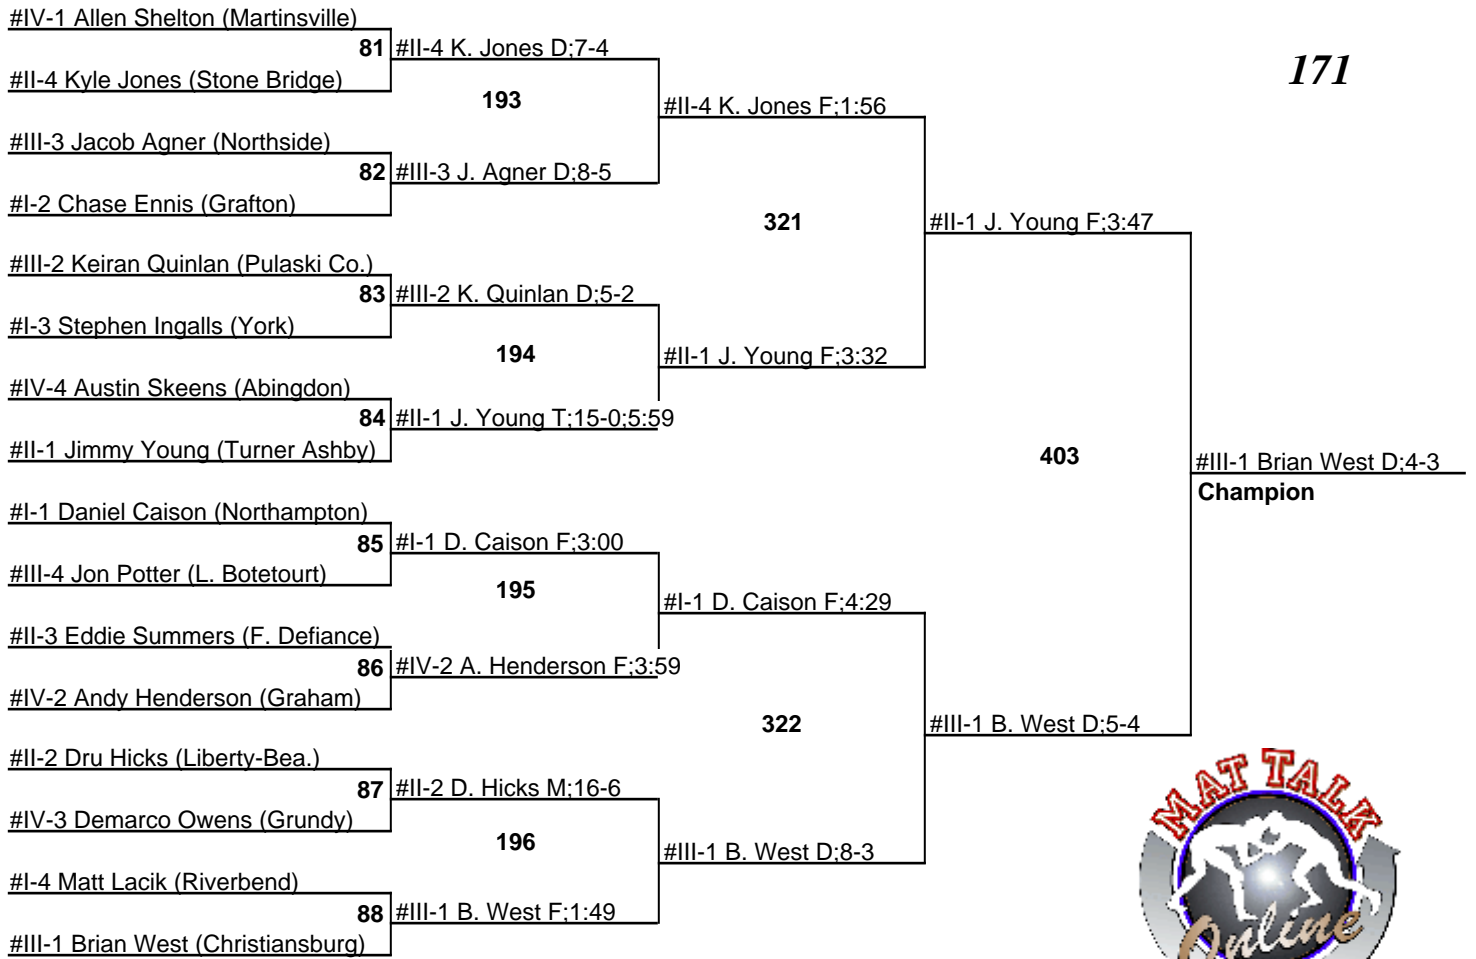 #IV-1 Allen Shelton (Martinsville)
81 #II-4 K. Jones D;7-4
171
#II-4 Kyle Jones (Stone Bridge)
193
#II-4 K. Jones F;1:56
#III-3 Jacob Agner (Northside)
82 #III-3 J. Agner D;8-5
#I-2 Chase Ennis (Grafton)
321
#II-1 J. Young F;3:47
#III-2 Keiran Quinlan (Pulaski Co.)
83 #III-2 K. Quinlan D;5-2
#I-3 Stephen Ingalls (York)
194
#II-1 J. Young F;3:32
#IV-4 Austin Skeens (Abingdon)
84 #II-1 J. Young T;15-0;5:59
#II-1 Jimmy Young (Turner Ashby)
403
#III-1 Brian West D;4-3
Champion
#I-1 Daniel Caison (Northampton)
85 #I-1 D. Caison F;3:00
#III-4 Jon Potter (L. Botetourt)
195
#I-1 D. Caison F;4:29
#II-3 Eddie Summers (F. Defiance)
86 #IV-2 A. Henderson F;3:59
#IV-2 Andy Henderson (Graham)
322
#III-1 B. West D;5-4
#II-2 Dru Hicks (Liberty-Bea.)
87 #II-2 D. Hicks M;16-6
#IV-3 Demarco Owens (Grundy)
196
#III-1 B. West D;8-3
#I-4 Matt Lacik (Riverbend)
88 #III-1 B. West F;1:49
#III-1 Brian West (Christiansburg)
MAT TALK
Online